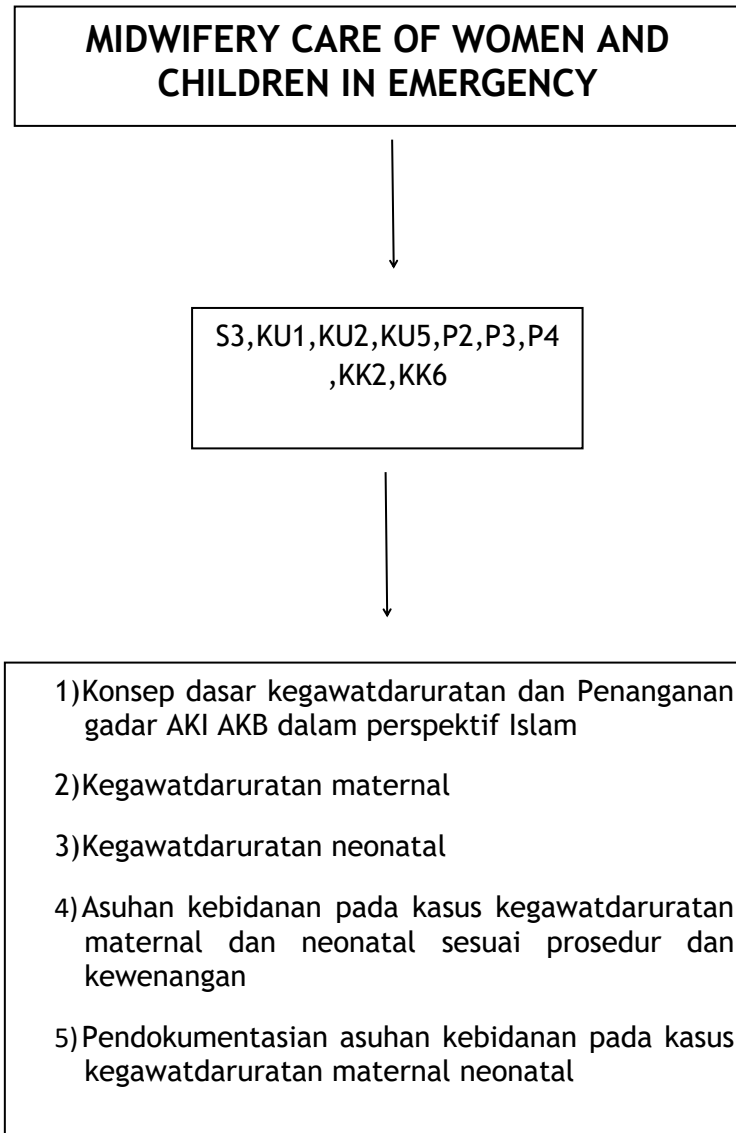 MIDWIFERY CARE OF WOMEN AND
CHILDREN IN EMERGENCY
S3,KU1,KU2,KU5,P2,P3,P4
,KK2,KK6
1)Konsep dasar kegawatdaruratan dan Penanganan
gadar AKI AKB dalam perspektif Islam
2)Kegawatdaruratan maternal
3)Kegawatdaruratan neonatal
4)Asuhan kebidanan pada kasus kegawatdaruratan
maternal dan neonatal sesuai prosedur dan
kewenangan
5)Pendokumentasian asuhan kebidanan pada kasus
kegawatdaruratan maternal neonatal